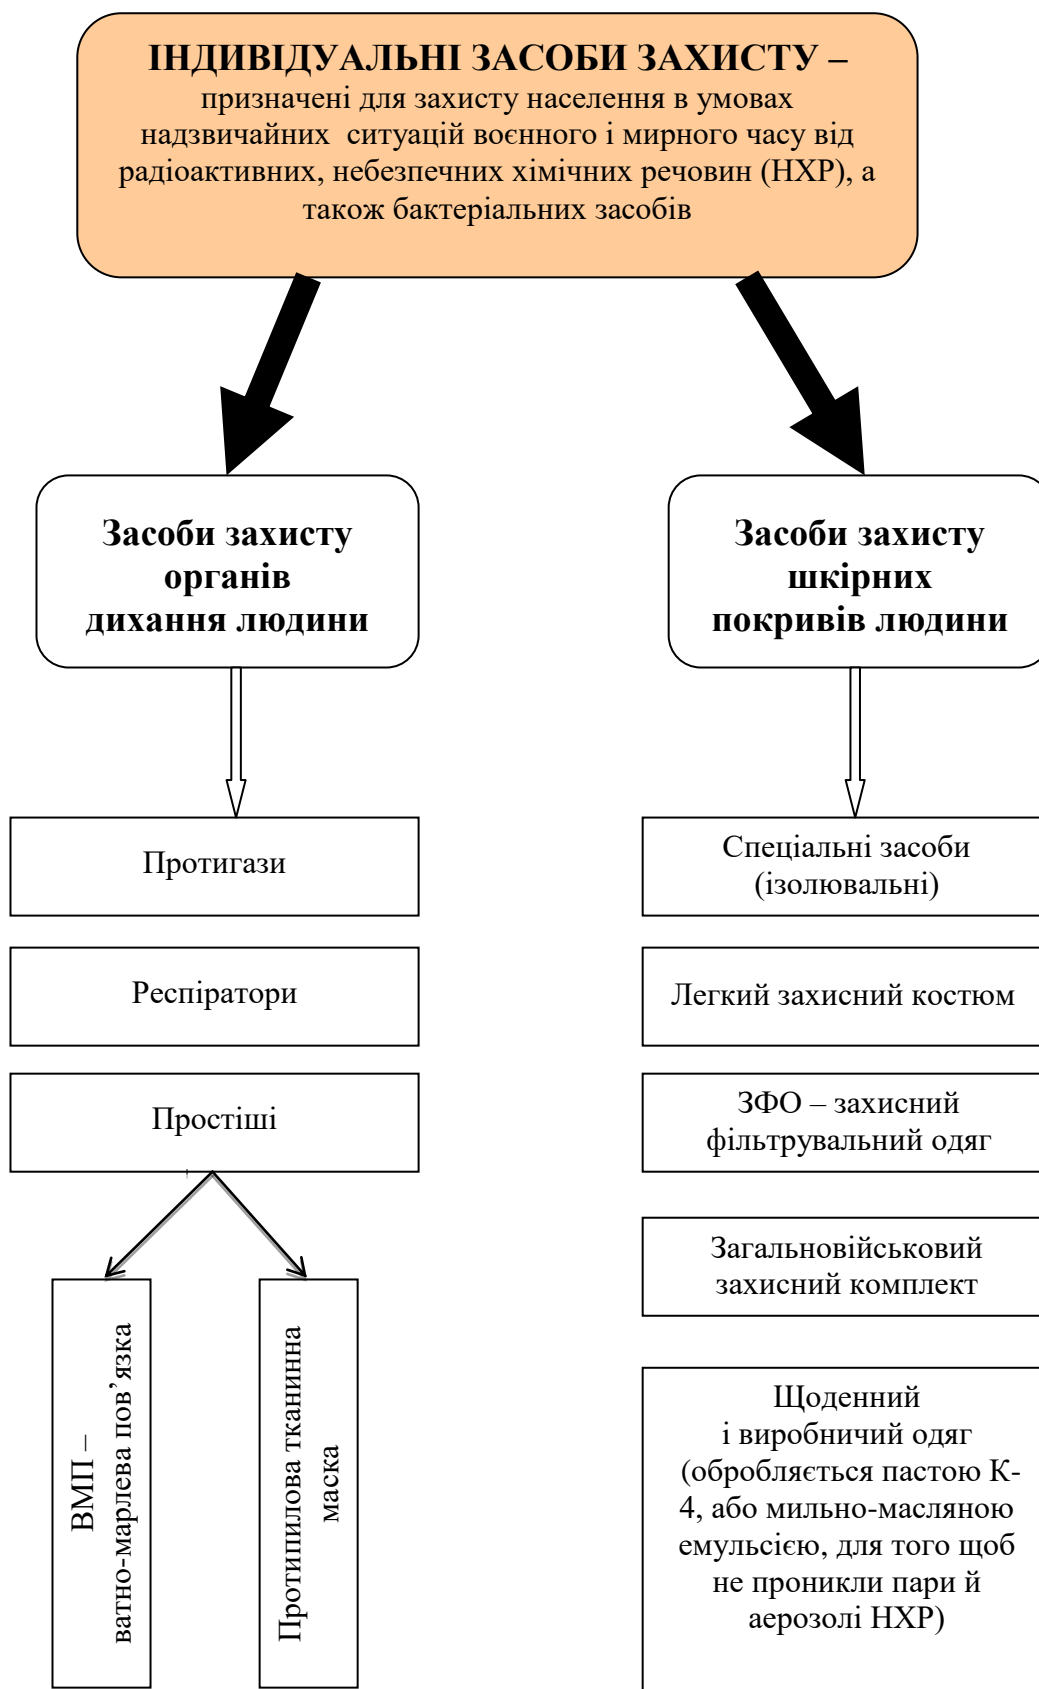 ІНДИВІДУАЛЬНІ ЗАСОБИ ЗАХИСТУ –
призначені для захисту населення в умовах
надзвичайних ситуацій воєнного і мирного часу від
радіоактивних, небезпечних хімічних речовин (НХР), а
також бактеріальних засобів
Засоби захисту
органів
дихання людини
Протигази
Респіратори
Простіші
ВМП –
ватно-марлева пов’язка
Протипилова тканинна
маска
Засоби захисту
шкірних
покривів людини
Спеціальні засоби
(ізолювальні)
Легкий захисний костюм
ЗФО – захисний
фільтрувальний одяг
Загальновійськовий
захисний комплект
Щоденний
і виробничий одяг
(обробляється пастою К-
4, або мильно-масляною
емульсією, для того щоб
не проникли пари й
аерозолі НХР)